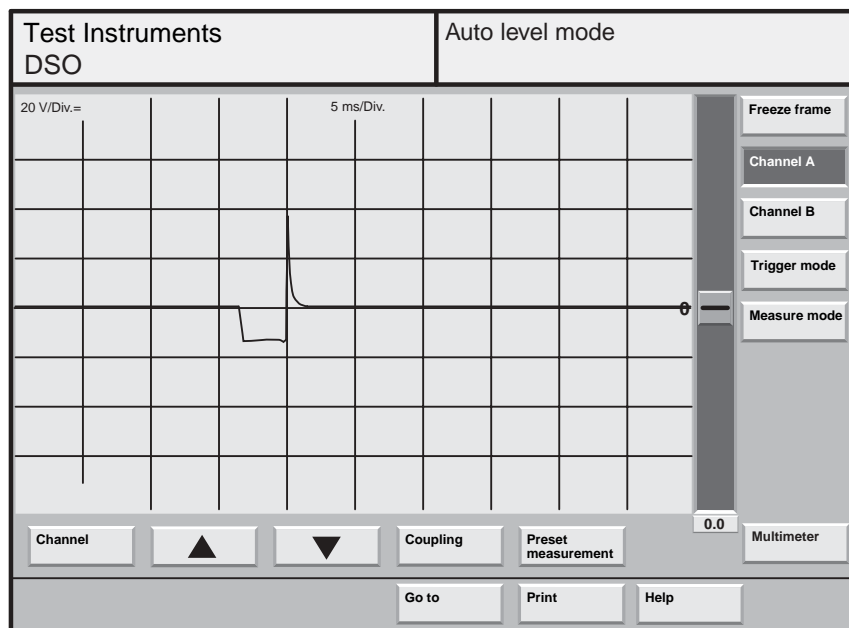 Test Instruments
DSO
Auto level mode
20 V/Div.=
5 ms/Div.
0
0.0
Freeze frame
Channel A
Channel B
Trigger mode
Measure mode
Multimeter
Channel
Coupling
Preset
measurement
Go to
Print
Help